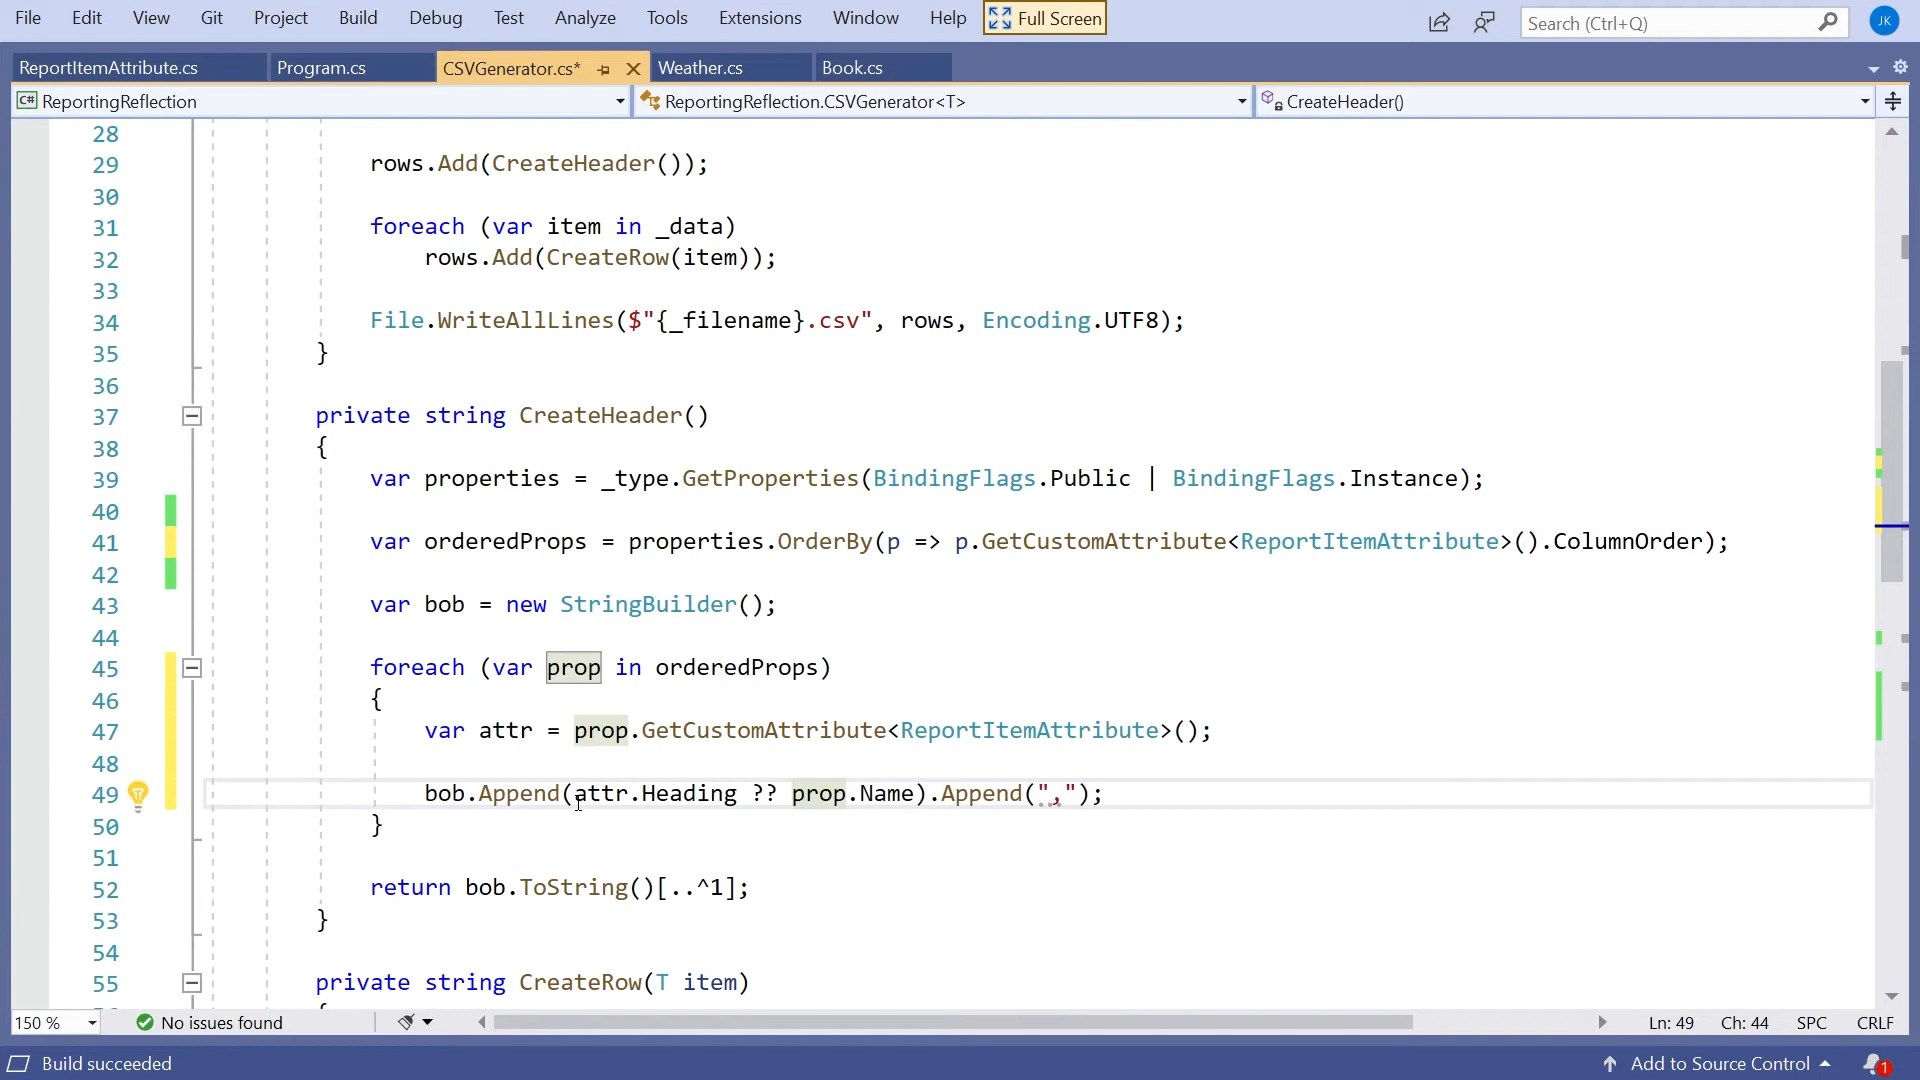 File Edit View Git Project Build Debug Test Analyze Tools Extensions Window Help Full Screen Search (Ctrl+Q) JK
ReportItemAttribute.cs Program.cs CSVGenerator.cs* Weather.cs Book.cs
C# ReportingReflection ReportingReflection.CSVGenerator<T> CreateHeader()
28
29 rows.Add(CreateHeader());
30
31 foreach (var item in _data)
32 rows.Add(CreateRow(item));
33
34 File.WriteAllLines($"{_filename}.csv", rows, Encoding.UTF8);
35 }
36
37 private string CreateHeader()
38 {
39 var properties = _type.GetProperties(BindingFlags.Public | BindingFlags.Instance);
40
41 var orderedProps = properties.OrderBy(p => p.GetCustomAttribute<ReportItemAttribute>().ColumnOrder);
42
43 var bob = new StringBuilder();
44
45 foreach (var prop in orderedProps)
46 {
47 var attr = prop.GetCustomAttribute<ReportItemAttribute>();
48
49 bob.Append(attr.Heading ?? prop.Name).Append(",");
50 }
51
52 return bob.ToString()[..^1];
53 }
54
55 private string CreateRow(T item)
150 % No issues found Ln: 49 Ch: 44 SPC CRLF
Build succeeded Add to Source Control 1